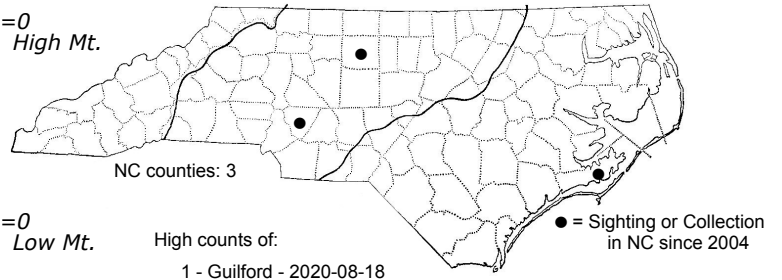 =0
High Mt.
NC counties: 3
=0
Low Mt.
High counts of:
1 - Guilford - 2020-08-18
● = Sighting or Collection
in NC since 2004